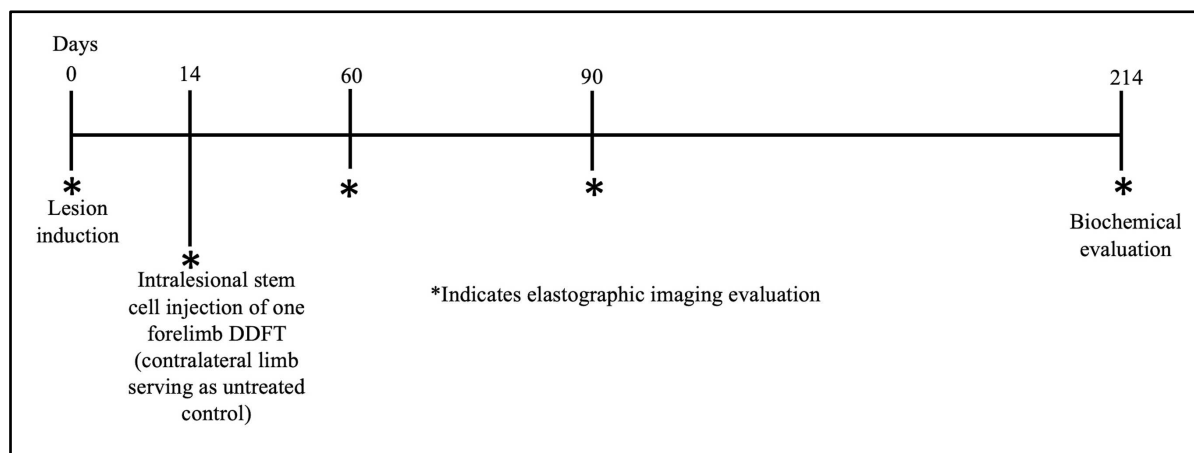 Days
0
14
60
90
214
*
*
*
*
*
Lesion
induction
Biochemical
evaluation
Intralesional stem
cell injection of one
forelimb DDFT
(contralateral limb
serving as untreated
control)
*Indicates elastographic imaging evaluation